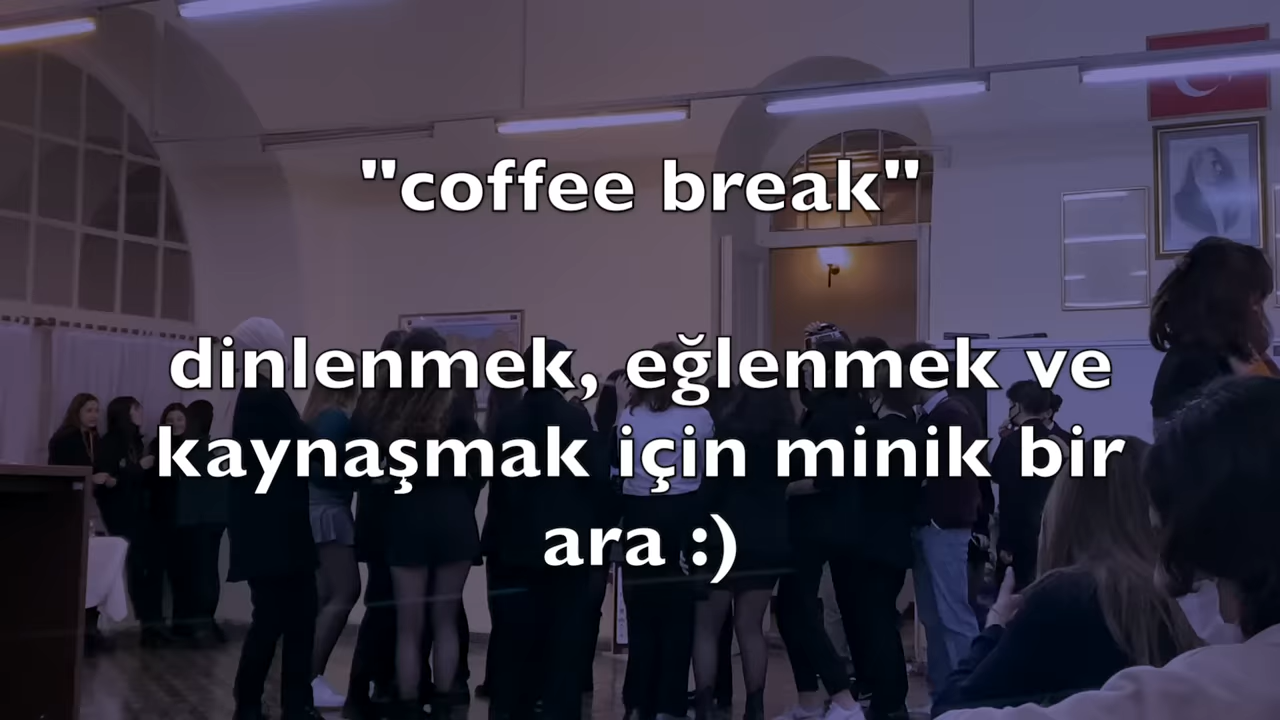 "coffee break"
dinlenmek, eğlenmek ve
kaynaşmak için minik bir
ara :)